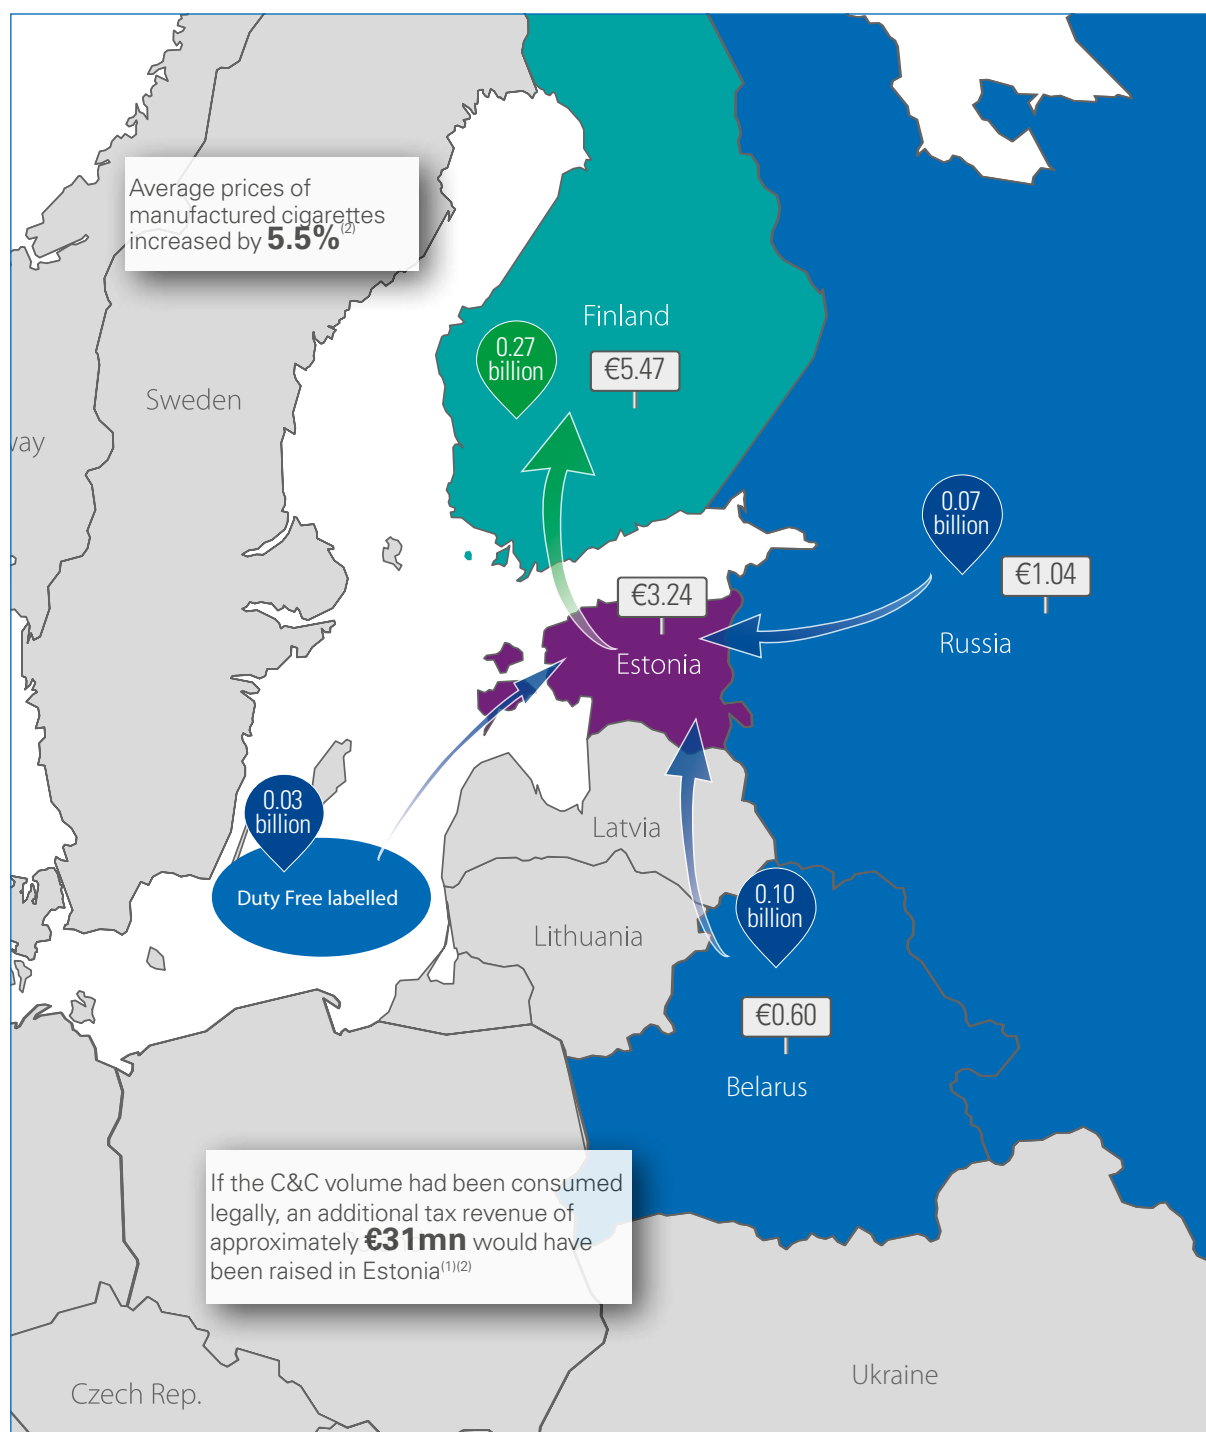 Average prices of
manufactured cigarettes
increased by 5.5%(2)
Finland
0.27
billion
€5.47
Sweden
way
0.07
billion
€1.04
€3.24
Russia
Estonia
0.03
billion
Latvia
Duty Free labelled
0.10
billion
Lithuania
€0.60
Belarus
If the C&C volume had been consumed
legally, an additional tax revenue of
approximately €31mn would have
been raised in Estonia(1)(2)
Ukraine
Czech Rep.